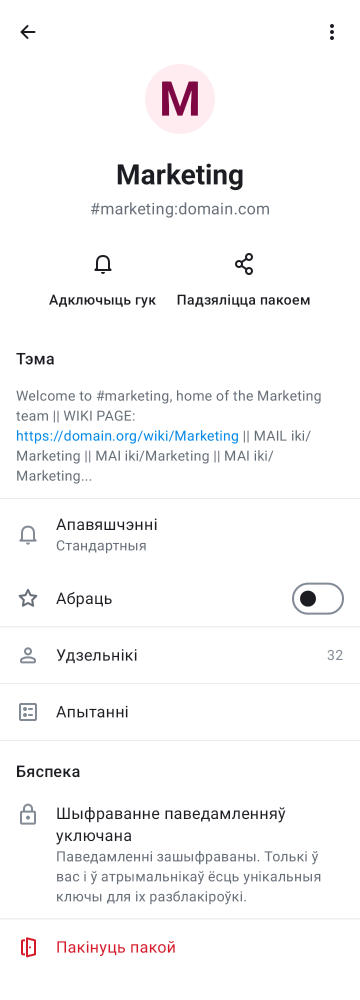 M
Marketing
#marketing:domain.com
Адключыць гук
Падзяліцца пакоем
Тэма
Welcome to #marketing, home of the Marketing
team || WIKI PAGE:
https://domain.org/wiki/Marketing || MAIL iki/
Marketing || MAI iki/Marketing || MAI iki/
Marketing...
Апавяшчэнні
Стандартныя
Абраць
Удзельнікі 32
Апытанні
Бяспека
Шыфраванне паведамленняў
уключана
Паведамленні зашыфраваны. Толькі ў
вас і ў атрымальнікаў ёсць унікальныя
ключы для іх разблакіроўкі.
Пакінуць пакой